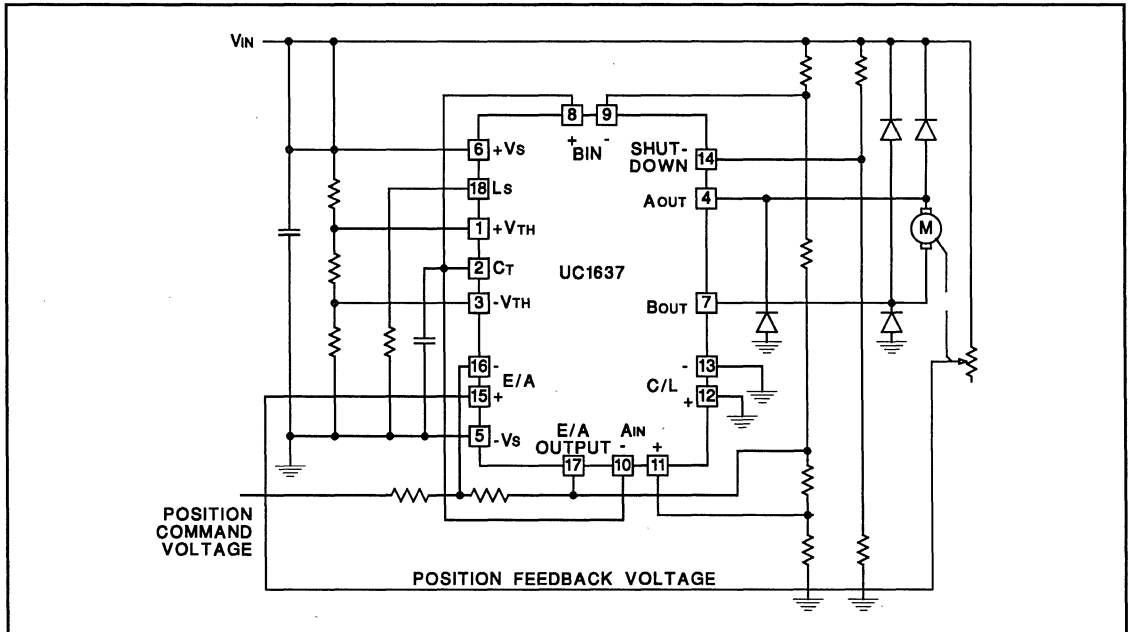 VIN
8 9
+ -
BIN
6 +VS
SHUT-
DOWN 14
18 LS
AOUT 4
1 +VTH
2 CT
UC1637
M
3 -VTH
BOUT 7
16 -
E/A
15 +
- 13
C/L
+ 12
5 -VS
E/A
OUTPUT
AIN
- +
17 10 11
POSITION
COMMAND
VOLTAGE
POSITION FEEDBACK VOLTAGE